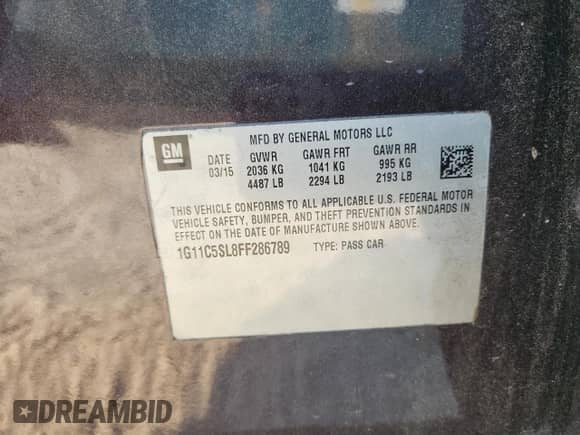 GM
MFD BY GENERAL MOTORS LLC
DATE GVWR GAWR FRT GAWR RR
03/15 2036 KG 1041 KG 995 KG
4487 LB 2294 LB 2193 LB
THIS VEHICLE CONFORMS TO ALL APPLICABLE U.S. FEDERAL MOTOR
VEHICLE SAFETY, BUMPER, AND THEFT PREVENTION STANDARDS IN
EFFECT ON THE DATE OF MANUFACTURE SHOWN ABOVE.
1G11C5SL8FF286789 TYPE: PASS CAR
DREAMBID